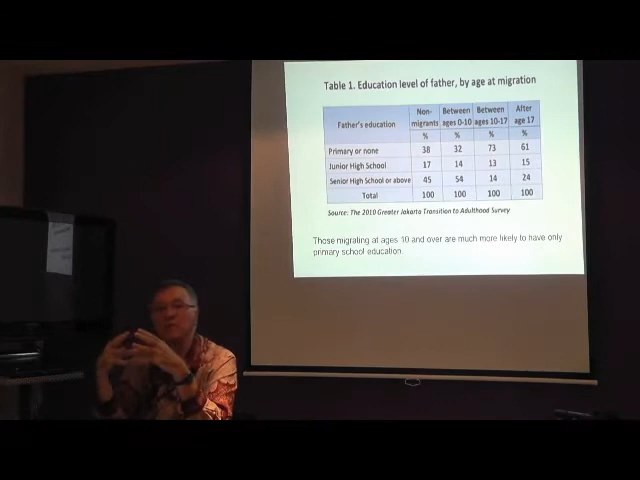 Table 1. Education level of father, by age at migration
Father's education Non-migrants Between ages 0-10 Between ages 10-17 After age 17
% % % %
Primary or none 38 32 73 61
Junior High School 17 14 13 15
Senior High School or above 45 54 14 24
Total 100 100 100 100
Source: The 2010 Greater Jakarta Transition to Adulthood Survey
Those migrating at ages 10 and over are much more likely to have only
primary school education.